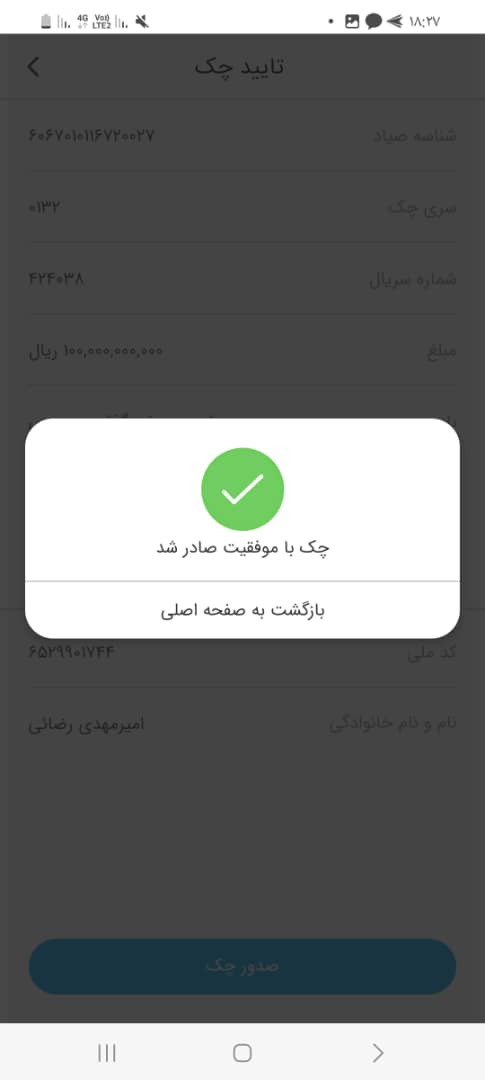 ۱۸:۲۷
4G Vo) LTE2
تایید چک
شناسه صیاد ۶۰۶۷۰۱۰۱۱۶۷۲۰۰۲۷
سری چک ۰۱۳۲
شماره سریال ۴۲۴۰۳۸
مبلغ ۱۰۰,۰۰۰,۰۰۰,۰۰۰ ریال
چک با موفقیت صادر شد
بازگشت به صفحه اصلی
کد ملی ۶۵۲۹۹۰۱۷۴۴
نام و نام خانوادگی امیرمهدی رضائی
صدور چک